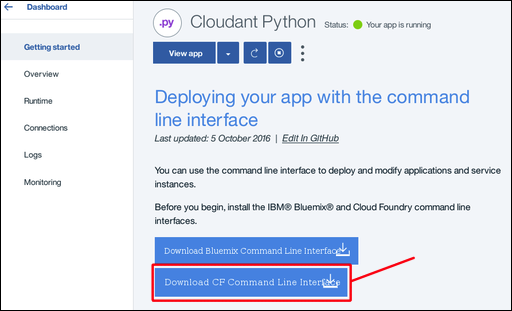 Dashboard
Getting started
Overview
Runtime
Connections
Logs
Monitoring
.py
Cloudant Python
Status:
Your app is running
View app
Deploying your app with the command
line interface
Last updated: 5 October 2016 | Edit In GitHub
You can use the command line interface to deploy and modify applications and service
instances.
Before you begin, install the IBM® Bluemix® and Cloud Foundry command line
interfaces.
Download Bluemix Command Line Interface
Download CF Command Line Interface